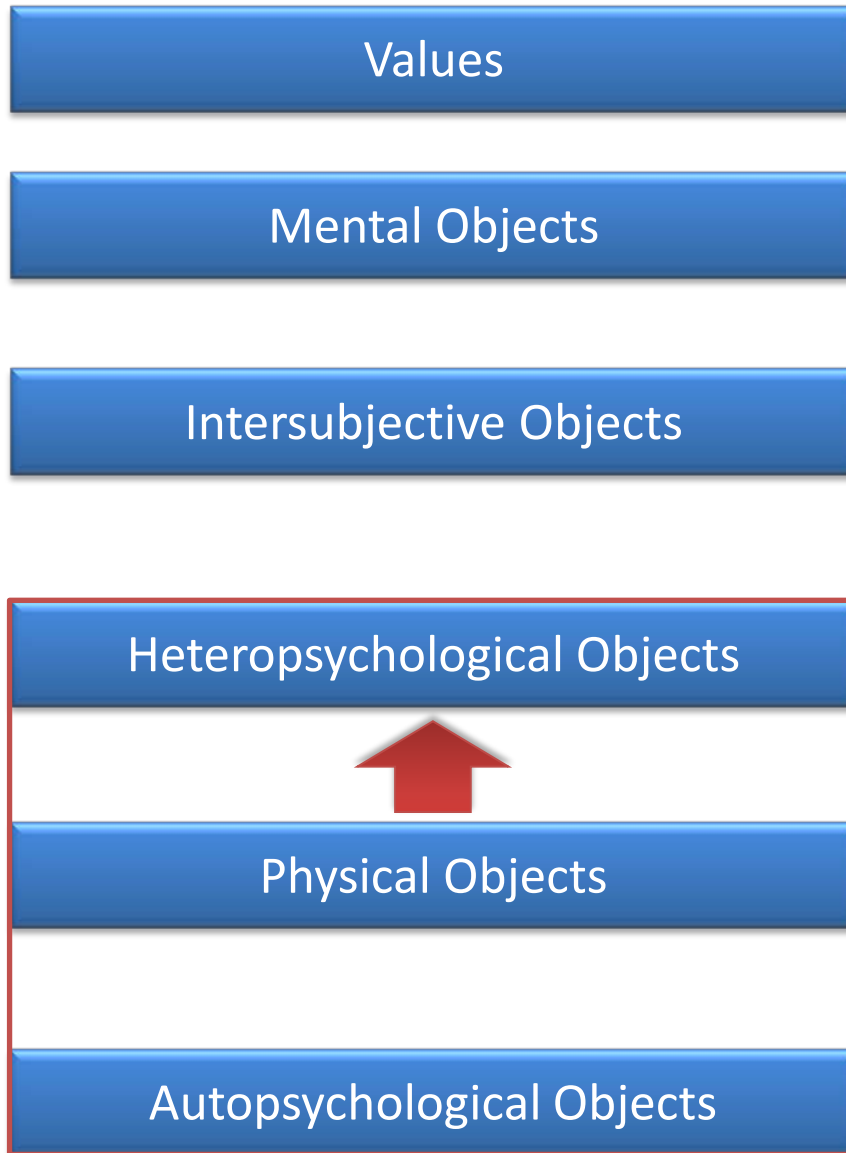 Values
Mental Objects
Intersubjective Objects
Heteropsychological Objects
Physical Objects
Autopsychological Objects